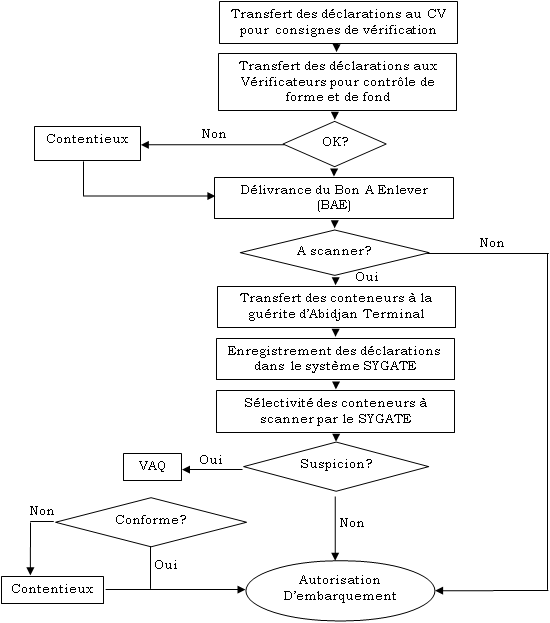 Transfert des déclarations au CV
pour consignes de vérification
Transfert des déclarations aux
Vérificateurs pour contrôle de
forme et de fond
Non
Contentieux
OK?
Délivrance du Bon A Enlever
(BAE)
Non
A scanner?
Oui
Transfert des conteneurs à la
guérite d'Abidjan Terminal
Enregistrement des déclarations
dans le système SYGATE
Sélectivité des conteneurs à
scanner par le SYGATE
VAQ
Oui
Suspicion?
Non
Conforme?
Non
Oui
Contentieux
Autorisation
D'embarquement